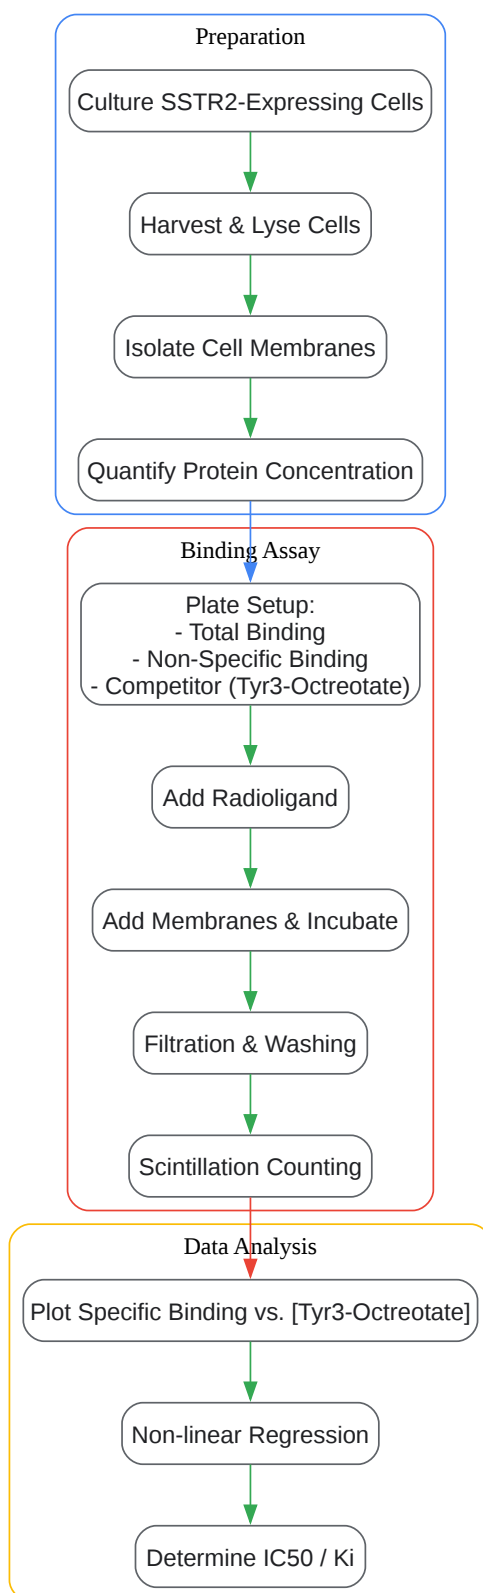 Preparation
Culture SSTR2-Expressing Cells
Harvest & Lyse Cells
Isolate Cell Membranes
Quantify Protein Concentration
Binding Assay
Plate Setup:
- Total Binding
- Non-Specific Binding
- Competitor (Tyr3-Octreotate)
Add Radioligand
Add Membranes & Incubate
Filtration & Washing
Scintillation Counting
Data Analysis
Plot Specific Binding vs. [Tyr3-Octreotate]
Non-linear Regression
Determine IC50 / Ki